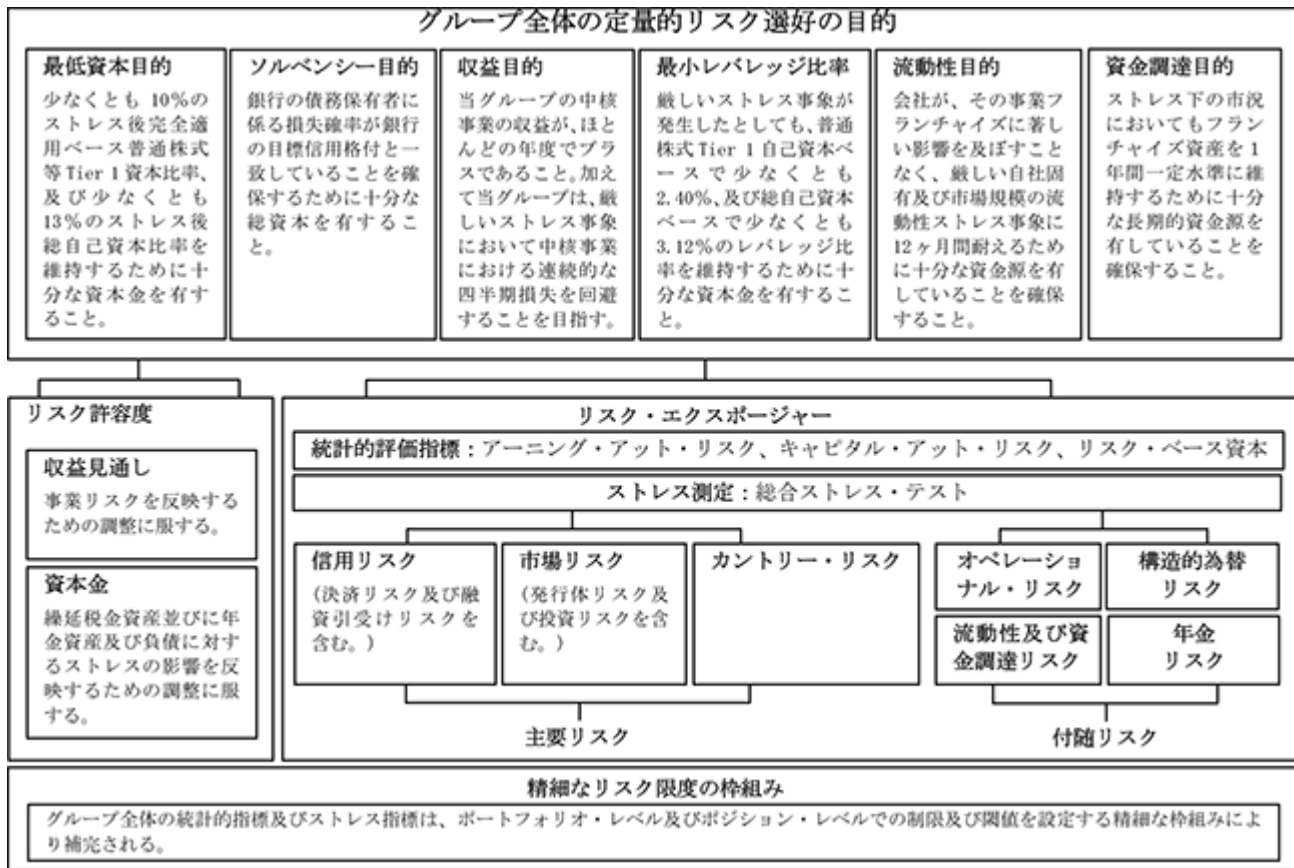 グループ全体の定量的リスク選好の目的
最低資本目的
少なくとも 10%の
ストレス後完全適
用ベース普通株式
等Tier 1資本比率、
及び少なくとも
13%のストレス後
総自己資本比率を
維持するために十
分な資本金を有す
ること。
ソルベンシー目的
銀行の債務保有者に
係る損失確率が銀行
の目標信用格付と一
致していることを確
保するために十分な
総資本を有するこ
と。
収益目的
当グループの中核
事業の収益が、ほと
んどの年度でプラ
スであること。加え
て当グループは、厳
しいストレス事象
において中核事業
における連続的な
四半期損失を回避
することを目指す。
最小レバレッジ比率
厳しいストレス事象が
発生したとしても、普通
株式Tier 1自己資本ベ
ースで少なくとも
2.40%、及び総自己資本
ベースで少なくとも
3.12%のレバレッジ比
率を維持するために十
分な資本金を有するこ
と。
流動性目的
会社が、その事業フ
ランチャイズに著し
い影響を及ぼすこと
なく、厳しい自社固
有及び市場規模の流
動性ストレス事象に
12ヶ月間耐えるため
に十分な資金源を有
していることを確保
すること。
資金調達目的
ストレス下の市況
においてもフラン
チャイズ資産を1
年間一定水準に維
持するために十分
な長期的資金源を
有していることを
確保すること。
リスク許容度
収益見通し
事業リスクを反映する
ための調整に服する。
資本金
繰延税金資産並びに年
金資産及び負債に対す
るストレスの影響を反
映するための調整に服
する。
リスク・エクスポージャー
統計的評価指標：アーニング・アット・リスク、キャピタル・アット・リスク、リスク・ベース資本
ストレス測定：総合ストレス・テスト
信用リスク
(決済リスク及び融
資引受けリスクを
含む。)
市場リスク
(発行体リスク及
び投資リスクを含
む。)
カントリー・リスク
主要リスク
オペレーショ
ナル・リスク
構造的為替
リスク
流動性及び資
金調達リスク
年金
リスク
付随リスク
精細なリスク限度の枠組み
グループ全体の統計的指標及びストレス指標は、ポートフォリオ・レベル及びポジション・レベルでの制限及び閾値を設定する精細な枠組みによ
り補完される。